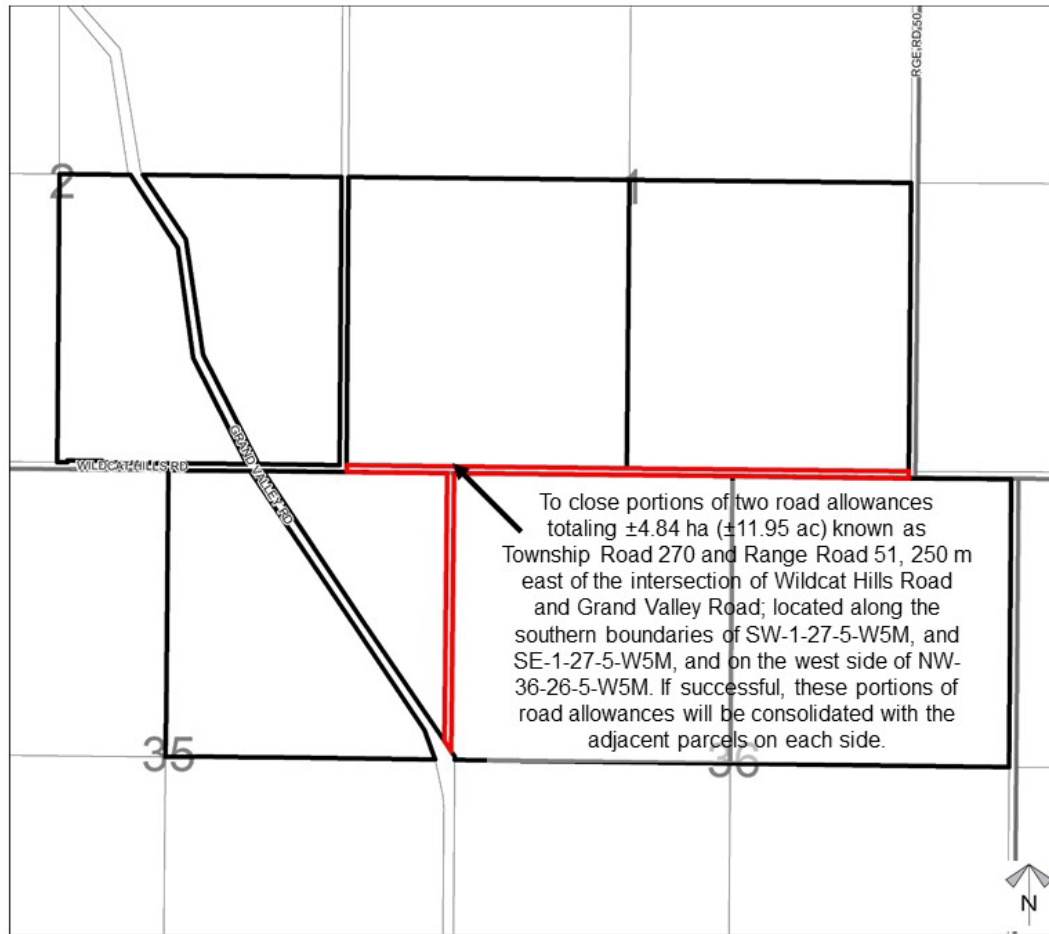 RGE RD 50
2
1
WILDCAT HILLS RD
GRAND VALLEY RD
To close portions of two road allowances
totaling ±4.84 ha (±11.95 ac) known as
Township Road 270 and Range Road 51, 250 m
east of the intersection of Wildcat Hills Road
and Grand Valley Road; located along the
southern boundaries of SW-1-27-5-W5M, and
SE-1-27-5-W5M, and on the west side of NW-
36-26-5-W5M. If successful, these portions of
road allowances will be consolidated with the
adjacent parcels on each side.
35
36
N